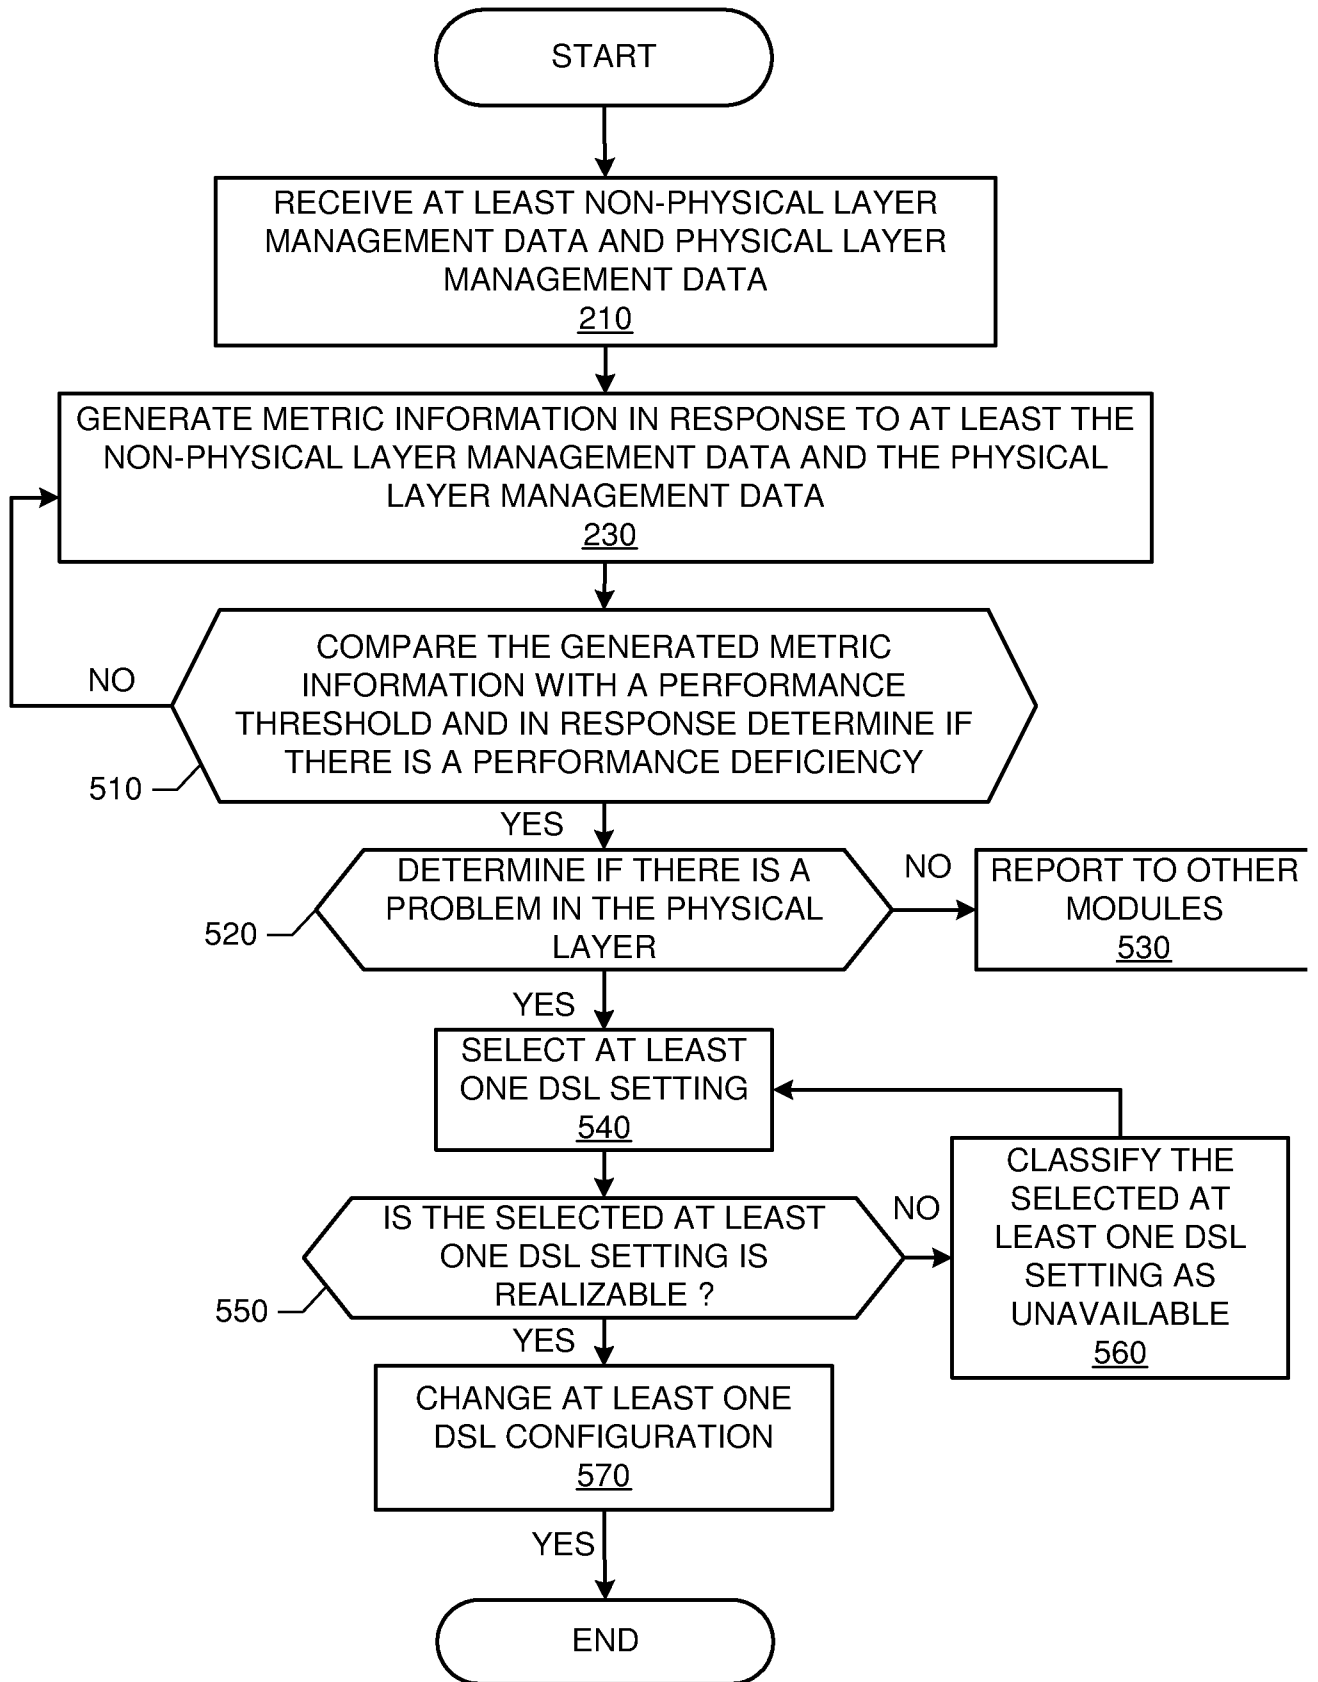 START
RECEIVE AT LEAST NON-PHYSICAL LAYER
MANAGEMENT DATA AND PHYSICAL LAYER
MANAGEMENT DATA
210
GENERATE METRIC INFORMATION IN RESPONSE TO AT LEAST THE
NON-PHYSICAL LAYER MANAGEMENT DATA AND THE PHYSICAL
LAYER MANAGEMENT DATA
230
COMPARE THE GENERATED METRIC
INFORMATION WITH A PERFORMANCE
THRESHOLD AND IN RESPONSE DETERMINE IF
THERE IS A PERFORMANCE DEFICIENCY
NO
510
YES
DETERMINE IF THERE IS A
PROBLEM IN THE PHYSICAL
LAYER
520
NO
REPORT TO OTHER
MODULES
530
YES
SELECT AT LEAST
ONE DSL SETTING
540
IS THE SELECTED AT LEAST
ONE DSL SETTING IS
REALIZABLE ?
550
NO
CLASSIFY THE
SELECTED AT
LEAST ONE DSL
SETTING AS
UNAVAILABLE
560
YES
CHANGE AT LEAST ONE
DSL CONFIGURATION
570
YES
END